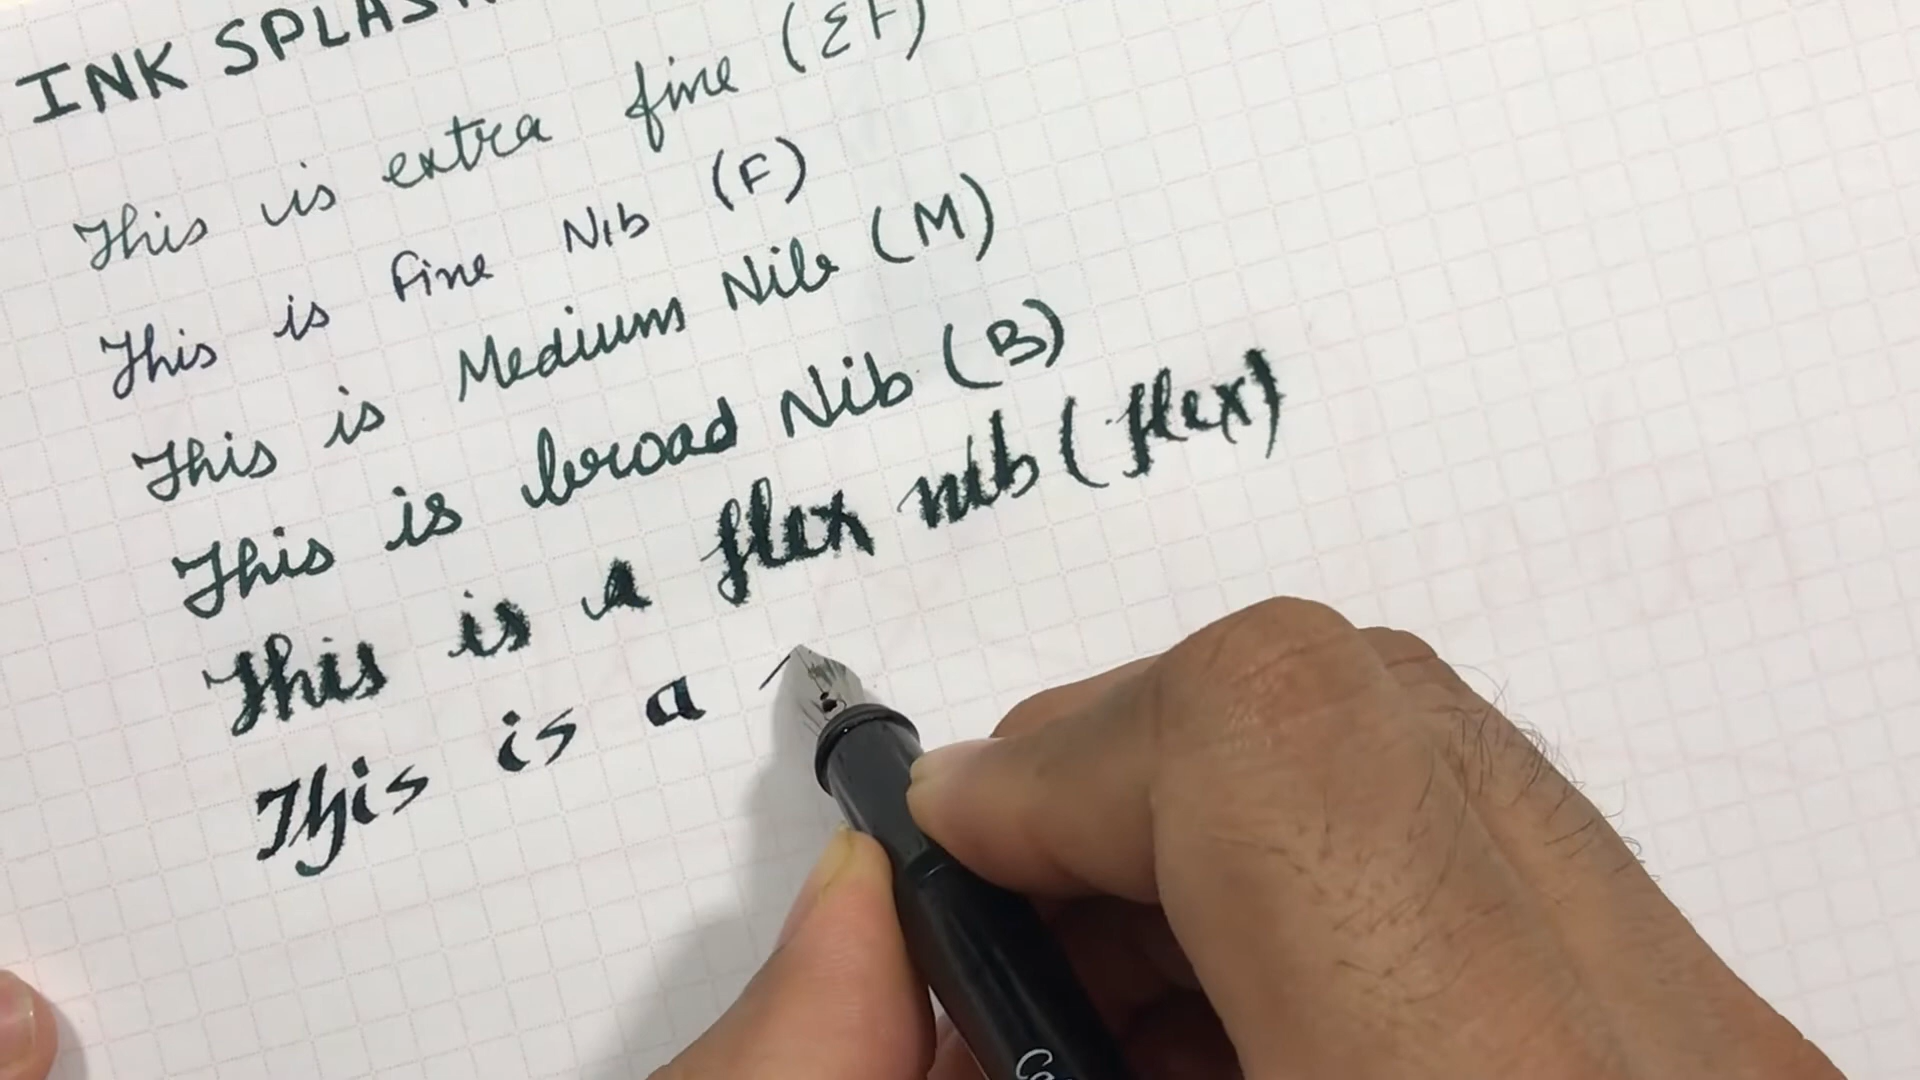 INK SPLASH
This is extra fine (EF)
This is Fine Nib (F)
This is Medium Nib (M)
This is broad Nib (B)
This is a flex nib (flex)
This is a